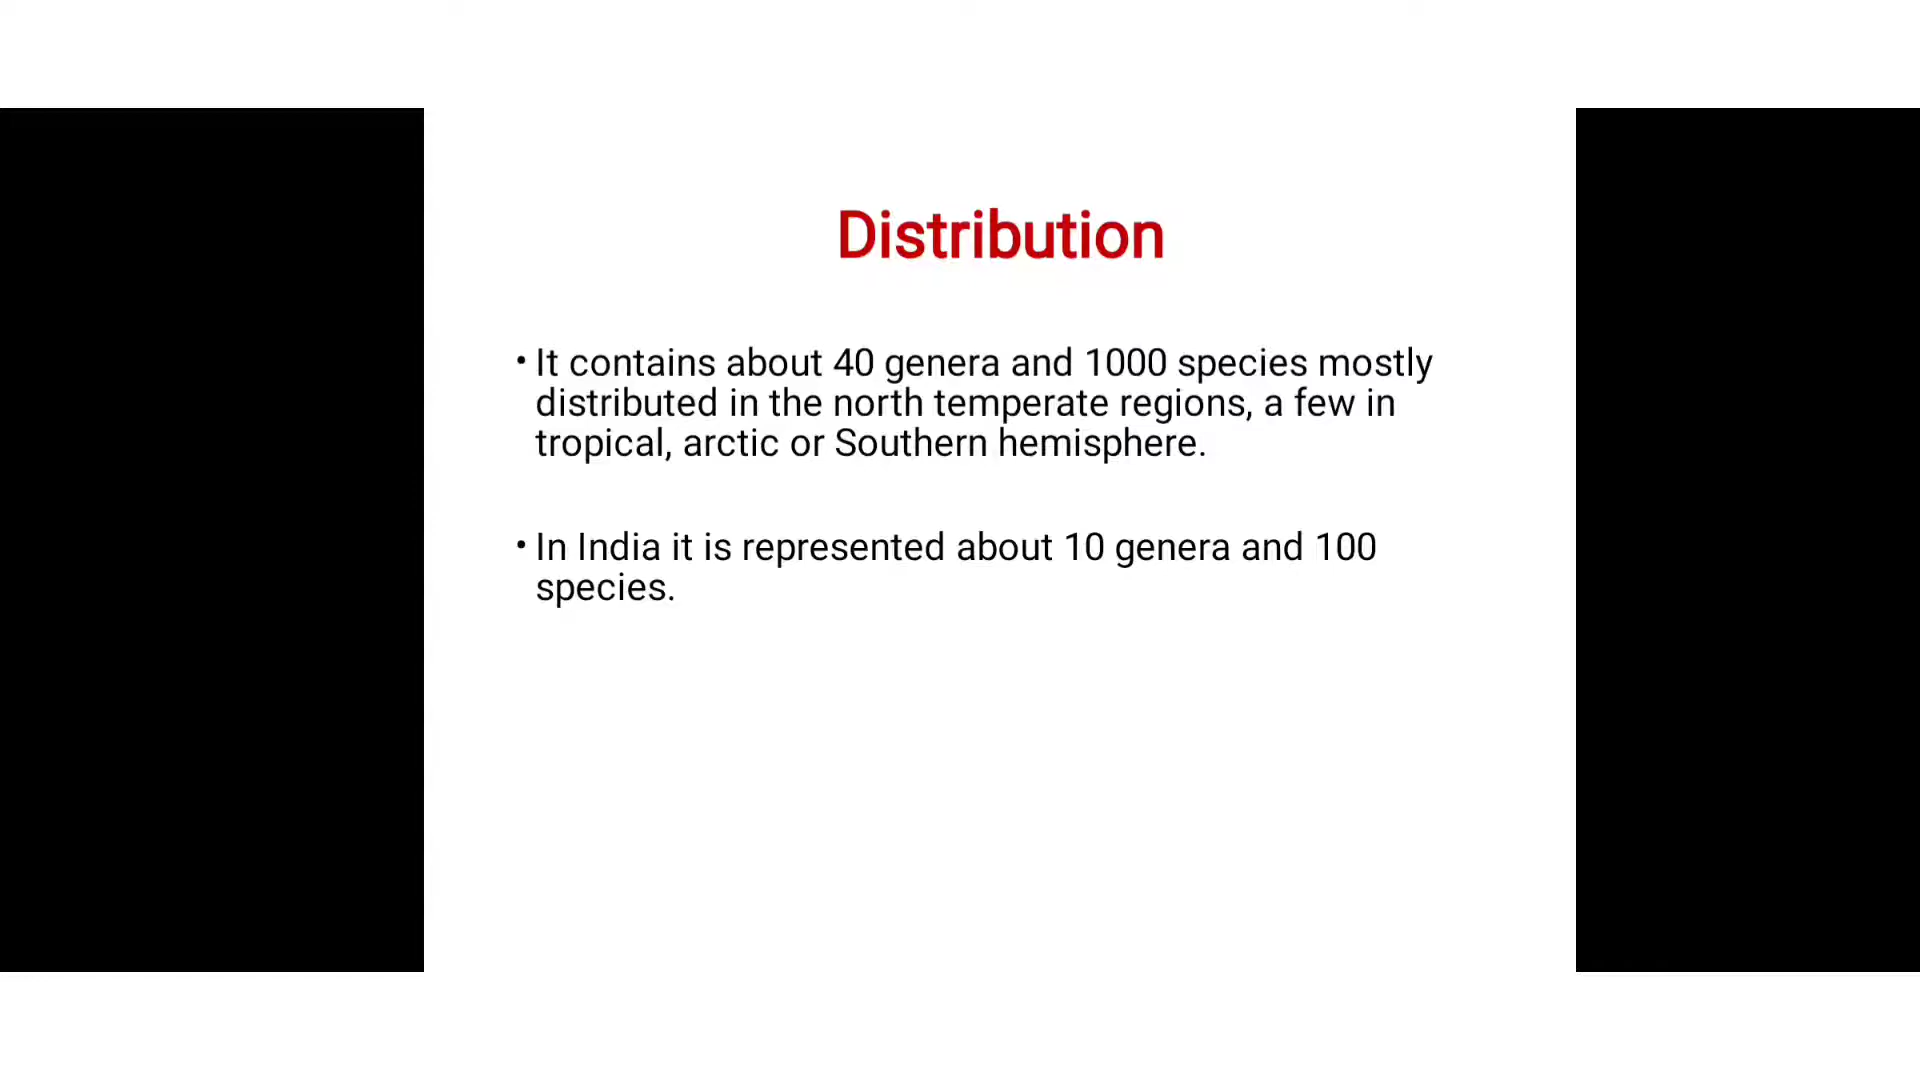 Distribution
• It contains about 40 genera and 1000 species mostly
distributed in the north temperate regions, a few in
tropical, arctic or Southern hemisphere.
• In India it is represented about 10 genera and 100
species.